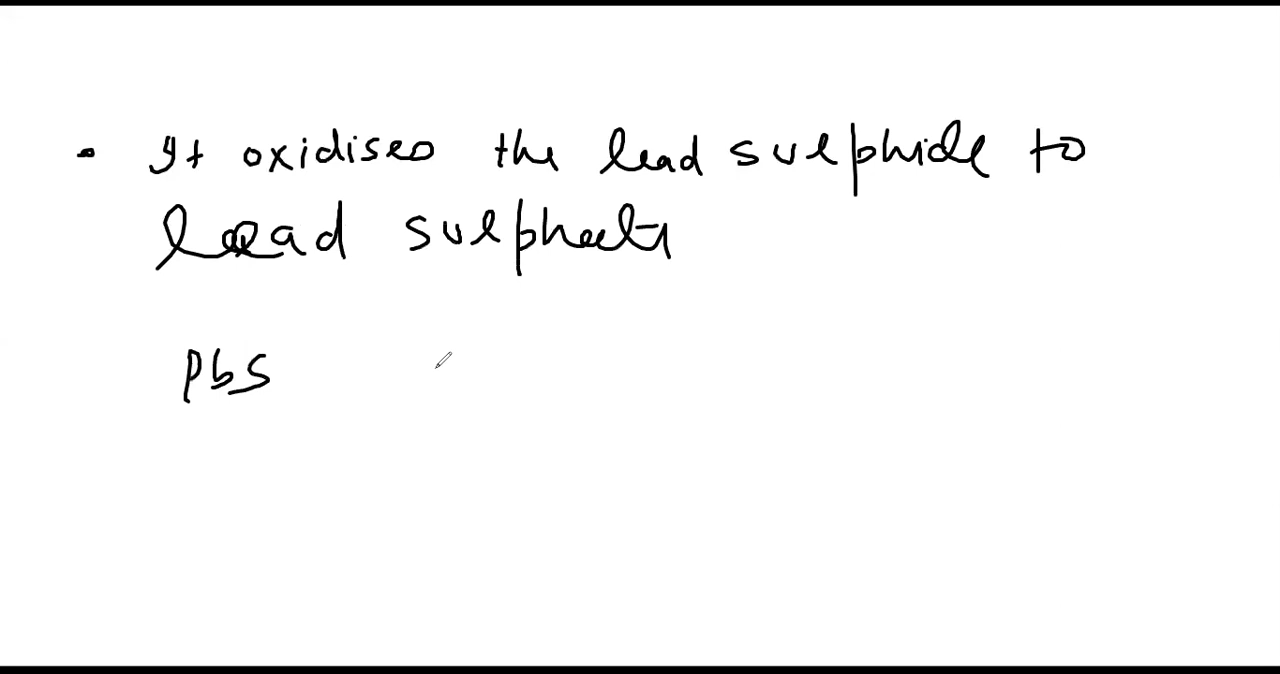 • It oxidises the lead sulphide to
lead sulphate
PbS